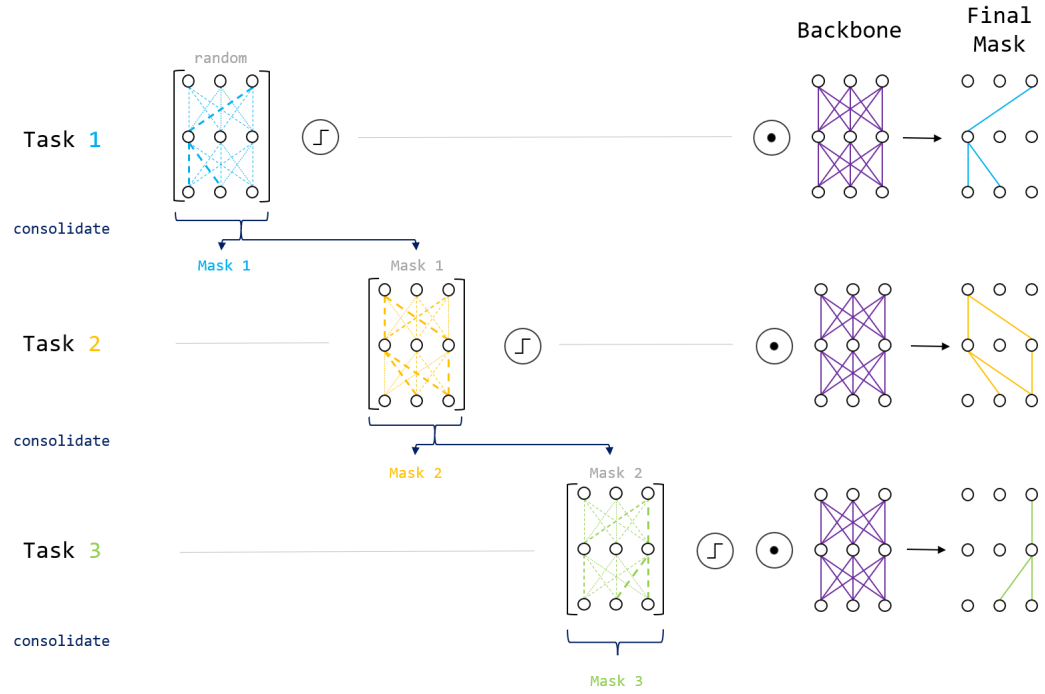 Backbone
Final
Mask
random
Task 1
consolidate
Mask 1
Mask 1
Task 2
consolidate
Mask 2
Mask 2
Task 3
consolidate
Mask 3